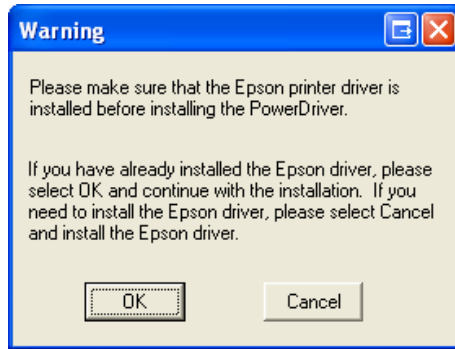 Warning
Please make sure that the Epson printer driver is
installed before installing the PowerDriver.
If you have already installed the Epson driver, please
select OK and continue with the installation.  If you
need to install the Epson driver, please select Cancel
and install the Epson driver.
OK
Cancel